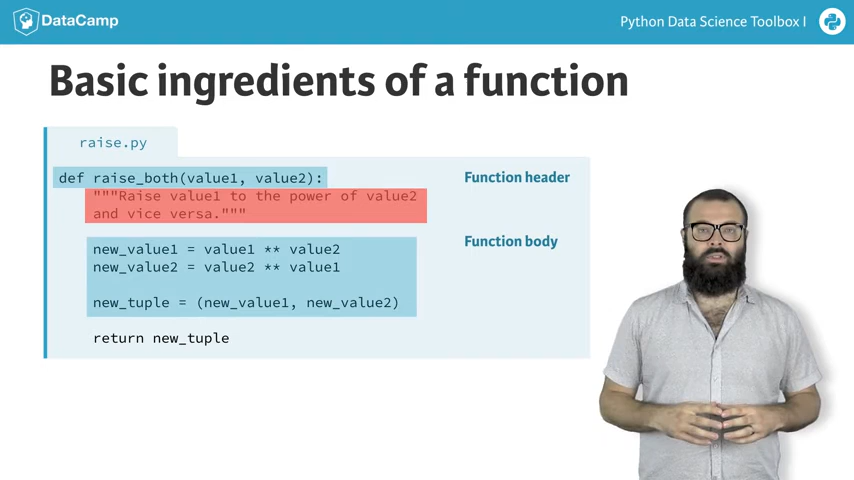 DataCamp
Python Data Science Toolbox I
Basic ingredients of a function
raise.py
def raise_both(value1, value2):
Function header
"""Raise value1 to the power of value2
and vice versa."""
Function body
new_value1 = value1 ** value2
new_value2 = value2 ** value1
new_tuple = (new_value1, new_value2)
return new_tuple